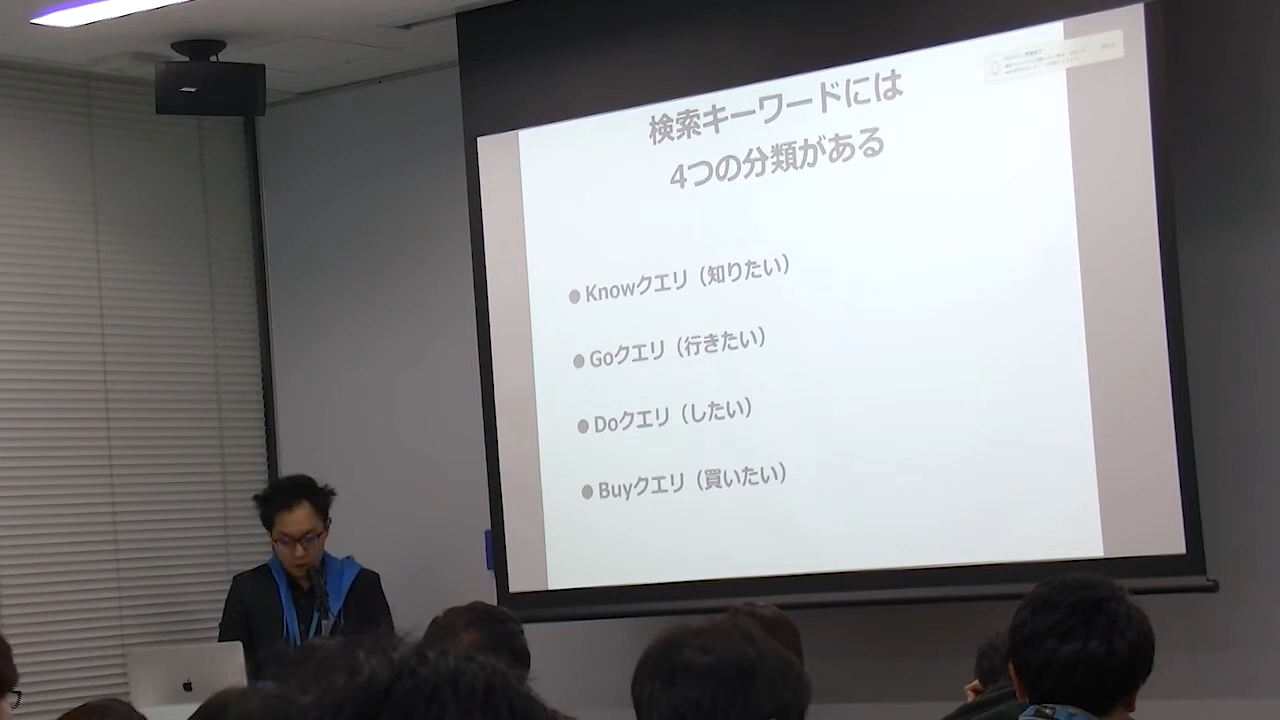 検索キーワードには
4つの分類がある
●Knowクエリ（知りたい）
●Goクエリ（行きたい）
●Doクエリ（したい）
●Buyクエリ（買いたい）